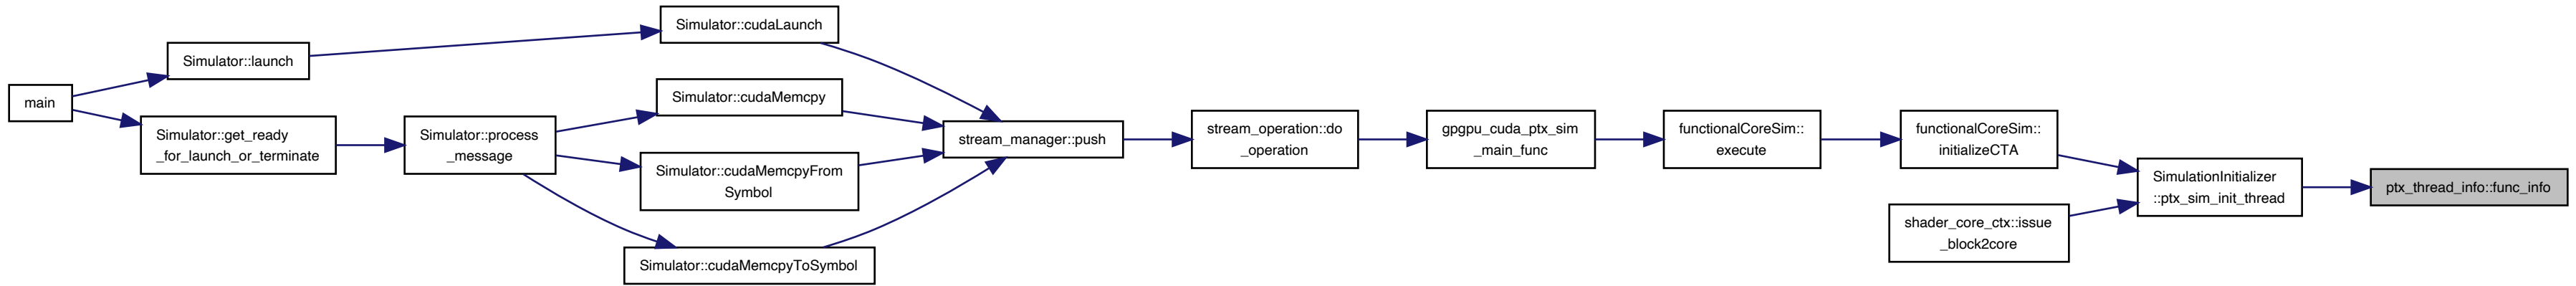 main
Simulator::launch
Simulator::get_ready
_for_launch_or_terminate
Simulator::process
_message
Simulator::cudaLaunch
Simulator::cudaMemcpy
Simulator::cudaMemcpyFrom
Symbol
Simulator::cudaMemcpyToSymbol
stream_manager::push
stream_operation::do
_operation
gpgpu_cuda_ptx_sim
_main_func
functionalCoreSim::
execute
functionalCoreSim::
initializeCTA
shader_core_ctx::issue
_block2core
SimulationInitializer
::ptx_sim_init_thread
ptx_thread_info::func_info